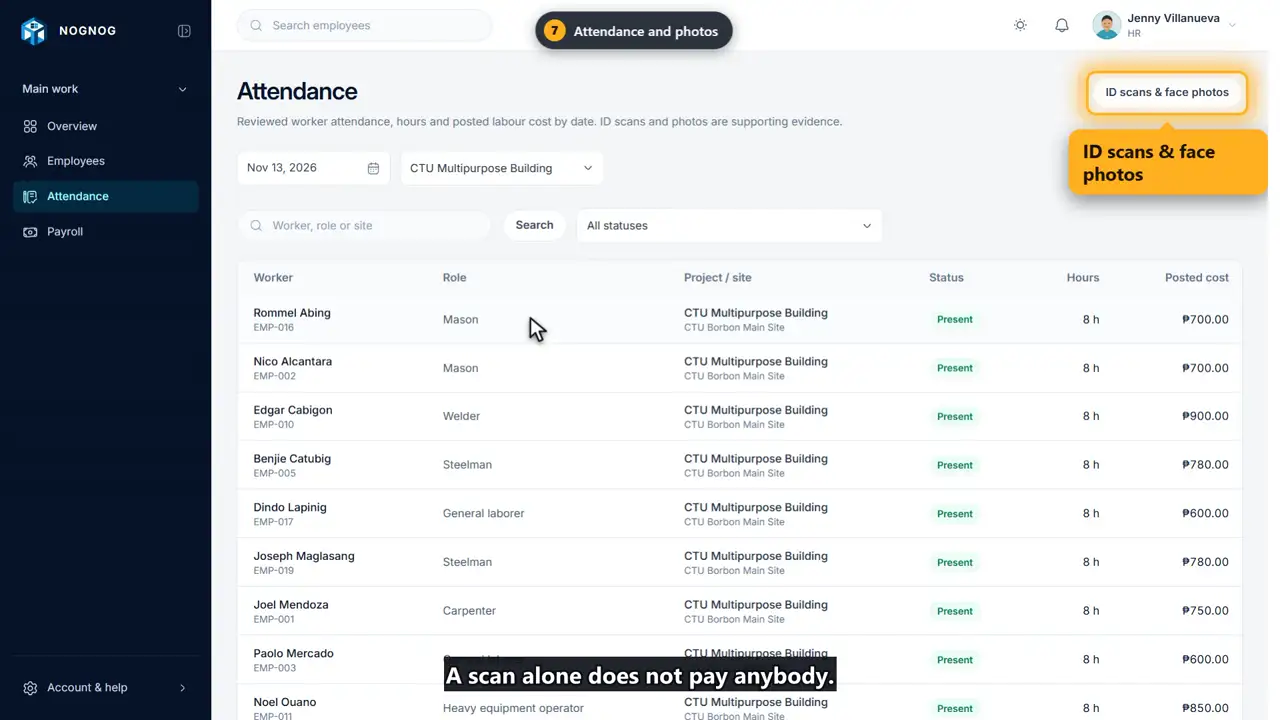 NOGNOG
Search employees
7 Attendance and photos
Jenny Villanueva
HR
Main work
Overview
Employees
Attendance
Payroll
Account & help
Attendance
ID scans & face photos
Reviewed worker attendance, hours and posted labour cost by date. ID scans and photos are supporting evidence.
ID scans & face
photos
Nov 13, 2026
CTU Multipurpose Building
Worker, role or site
Search
All statuses
Worker Role Project / site Status Hours Posted cost
Rommel Abing Mason CTU Multipurpose Building Present 8 h ₱700.00
EMP-016 CTU Borbon Main Site
Nico Alcantara Mason CTU Multipurpose Building Present 8 h ₱700.00
EMP-002 CTU Borbon Main Site
Edgar Cabigon Welder CTU Multipurpose Building Present 8 h ₱900.00
EMP-010 CTU Borbon Main Site
Benjie Catubig Steelman CTU Multipurpose Building Present 8 h ₱780.00
EMP-005 CTU Borbon Main Site
Dindo Lapinig General laborer CTU Multipurpose Building Present 8 h ₱600.00
EMP-017 CTU Borbon Main Site
Joseph Maglasang Steelman CTU Multipurpose Building Present 8 h ₱780.00
EMP-019 CTU Borbon Main Site
Joel Mendoza Carpenter CTU Multipurpose Building Present 8 h ₱750.00
EMP-001 CTU Borbon Main Site
Paolo Mercado CTU Multipurpose Building Present 8 h ₱600.00
EMP-003
A scan alone does not pay anybody.
Noel Ouano Heavy equipment operator CTU Multipurpose Building Present 8 h ₱850.00
EMP-011 CTU Borbon Main Site